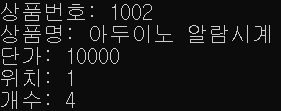 상품번호: 1002
상품명: 아두이노 알람시계
단가: 10000
위치: 1
개수: 4